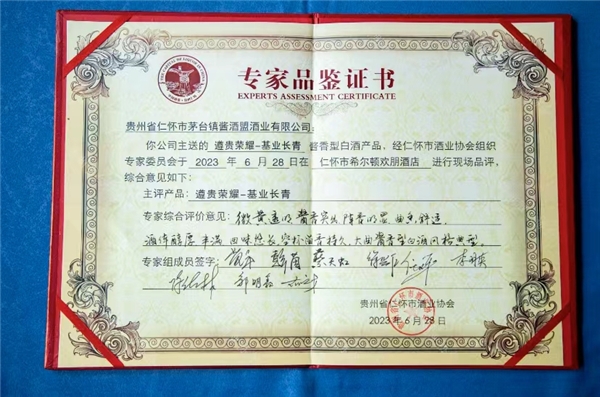 专家品鉴证书
EXPERTS ASSESSMENT CERTIFICATE
贵州省仁怀市茅台镇酱酒盟酒业有限公司:
你公司主送的 遵贵荣耀-基业长青 酱香型白酒产品、经仁怀市酒业协会组织
专家委员会于 2023 年 6 月 28 日在 仁怀市希尔顿欢朋酒店 进行现场品评,
综合意见如下:
主评产品: 遵贵荣耀-基业长青
专家综合评价意见: 微黄透明 酱香突出 陈香明显 曲香舒适
酒体醇厚丰满 回味悠长 空杯留香持久 大曲酱香型白酒风格典型。
专家组成员签字:
贵州省仁怀市酒业协会
2023 年 6 月 28 日